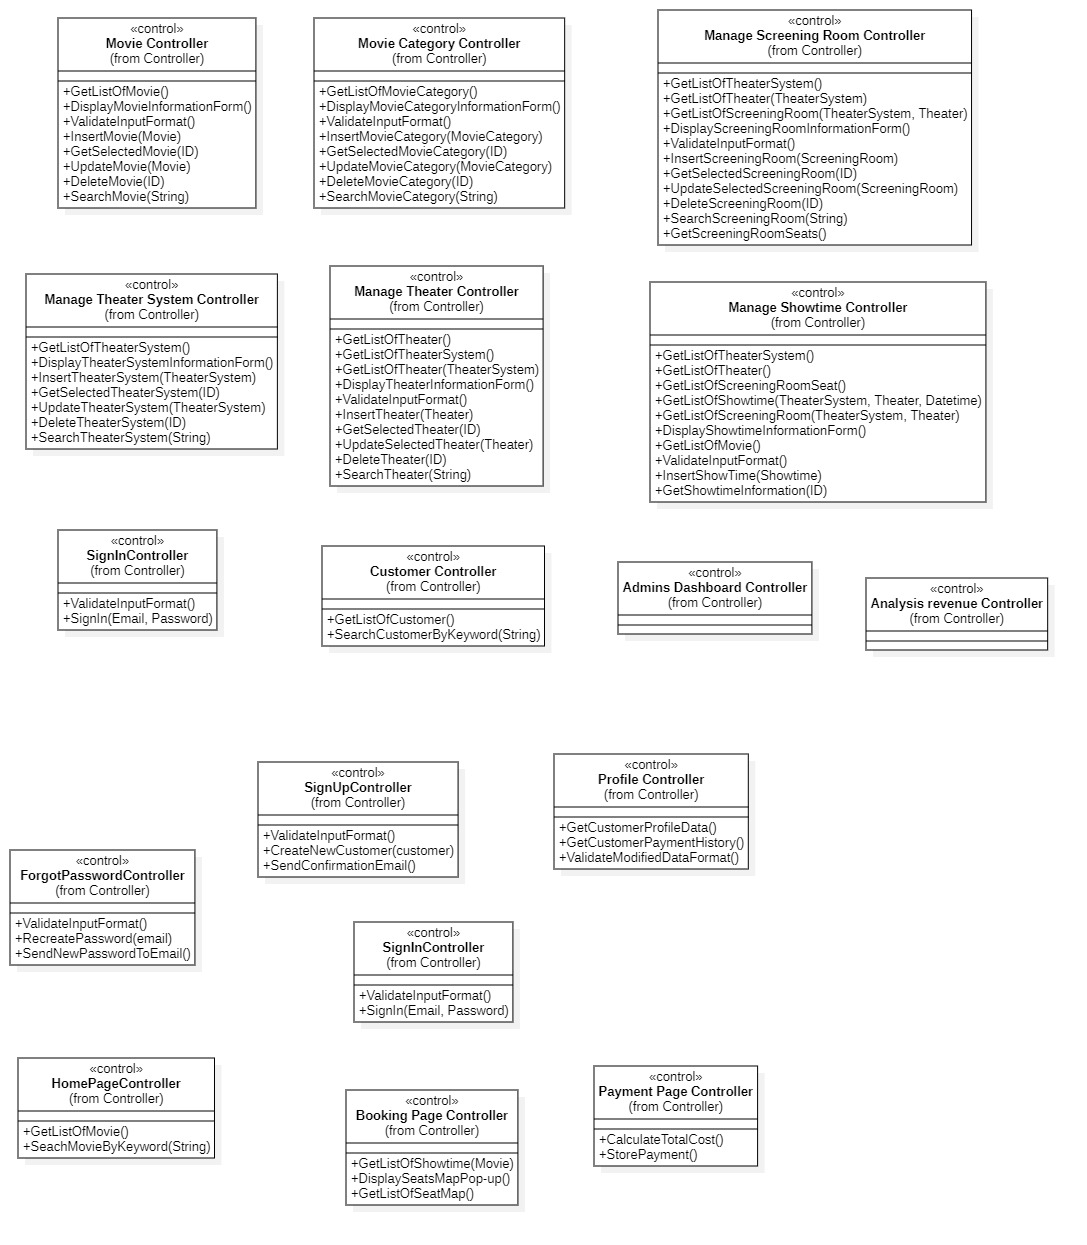 «control»
Movie Controller
(from Controller)
+GetListOfMovie()
+DisplayMovieInformationForm()
+ValidateInputFormat()
+InsertMovie(Movie)
+GetSelectedMovie(ID)
+UpdateMovie(Movie)
+DeleteMovie(ID)
+SearchMovie(String)
«control»
Movie Category Controller
(from Controller)
+GetListOfMovieCategory()
+DisplayMovieCategoryInformationForm()
+ValidateInputFormat()
+InsertMovieCategory(MovieCategory)
+GetSelectedMovieCategory(ID)
+UpdateMovieCategory(MovieCategory)
+DeleteMovieCategory(ID)
+SearchMovieCategory(String)
«control»
Manage Screening Room Controller
(from Controller)
+GetListOfTheaterSystem()
+GetListOfTheater(TheaterSystem)
+GetListOfScreeningRoom(TheaterSystem, Theater)
+DisplayScreeningRoomInformationForm()
+ValidateInputFormat()
+InsertScreeningRoom(ScreeningRoom)
+GetSelectedScreeningRoom(ID)
+UpdateSelectedScreeningRoom(ScreeningRoom)
+DeleteScreeningRoom(ID)
+SearchScreeningRoom(String)
+GetScreeningRoomSeats()
«control»
Manage Theater System Controller
(from Controller)
+GetListOfTheaterSystem()
+DisplayTheaterSystemInformationForm()
+InsertTheaterSystem(TheaterSystem)
+GetSelectedTheaterSystem(ID)
+UpdateTheaterSystem(TheaterSystem)
+DeleteTheaterSystem(ID)
+SearchTheaterSystem(String)
«control»
Manage Theater Controller
(from Controller)
+GetListOfTheater()
+GetListOfTheaterSystem()
+GetListOfTheater(TheaterSystem)
+DisplayTheaterInformationForm()
+ValidateInputFormat()
+InsertTheater(Theater)
+GetSelectedTheater(ID)
+UpdateSelectedTheater(Theater)
+DeleteTheater(ID)
+SearchTheater(String)
«control»
Manage Showtime Controller
(from Controller)
+GetListOfTheaterSystem()
+GetListOfTheater()
+GetListOfScreeningRoomSeat()
+GetListOfShowtime(TheaterSystem, Theater, Datetime)
+GetListOfScreeningRoom(TheaterSystem, Theater)
+DisplayShowtimeInformationForm()
+GetListOfMovie()
+ValidateInputFormat()
+InsertShowTime(Showtime)
+GetShowtimeInformation(ID)
«control»
SignInController
(from Controller)
+ValidateInputFormat()
+SignIn(Email, Password)
«control»
Customer Controller
(from Controller)
+GetListOfCustomer()
+SearchCustomerByKeyword(String)
«control»
Admins Dashboard Controller
(from Controller)
«control»
Analysis revenue Controller
(from Controller)
«control»
SignUpController
(from Controller)
+ValidateInputFormat()
+CreateNewCustomer(customer)
+SendConfirmationEmail()
«control»
Profile Controller
(from Controller)
+GetCustomerProfileData()
+GetCustomerPaymentHistory()
+ValidateModifiedDataFormat()
«control»
ForgotPasswordController
(from Controller)
+ValidateInputFormat()
+RecreatePassword(email)
+SendNewPasswordToEmail()
«control»
SignInController
(from Controller)
+ValidateInputFormat()
+SignIn(Email, Password)
«control»
HomePageController
(from Controller)
+GetListOfMovie()
+SeachMovieByKeyword(String)
«control»
Booking Page Controller
(from Controller)
+GetListOfShowtime(Movie)
+DisplaySeatsMapPop-up()
+GetListOfSeatMap()
«control»
Payment Page Controller
(from Controller)
+CalculateTotalCost()
+StorePayment()